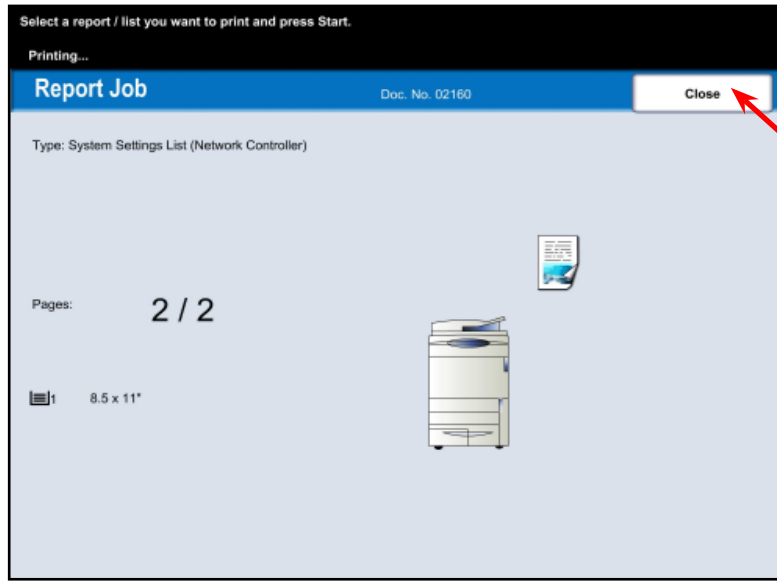 Select a report / list you want to print and press Start.
Printing...
Report Job Doc. No. 02160 Close
Type: System Settings List (Network Controller)
Pages: 2 / 2
1 8.5 x 11"